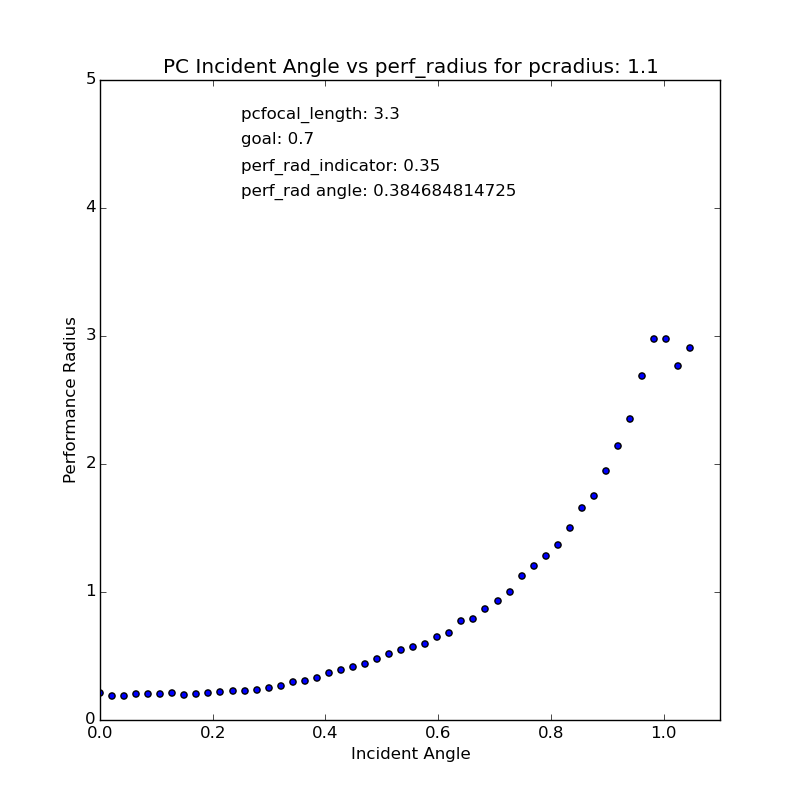 PC Incident Angle vs perf_radius for pcradius: 1.1
5
pcfocal_length: 3.3
goal: 0.7
perf_rad_indicator: 0.35
perf_rad angle: 0.384684814725
4
3
Performance Radius
2
1
0
0.0 0.2 0.4 0.6 0.8 1.0
Incident Angle